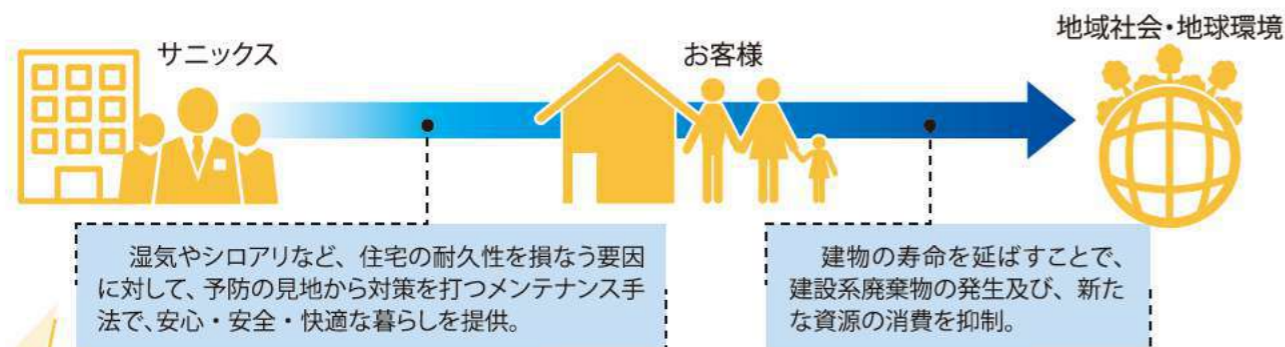 サニックス
お客様
地域社会・地球環境
湿気やシロアリなど、住宅の耐久性を損なう要因
に対して、予防の見地から対策を打つメンテナンス手
法で、安心・安全・快適な暮らしを提供。
建物の寿命を延ばすことで、
建設系廃棄物の発生及び、新た
な資源の消費を抑制。